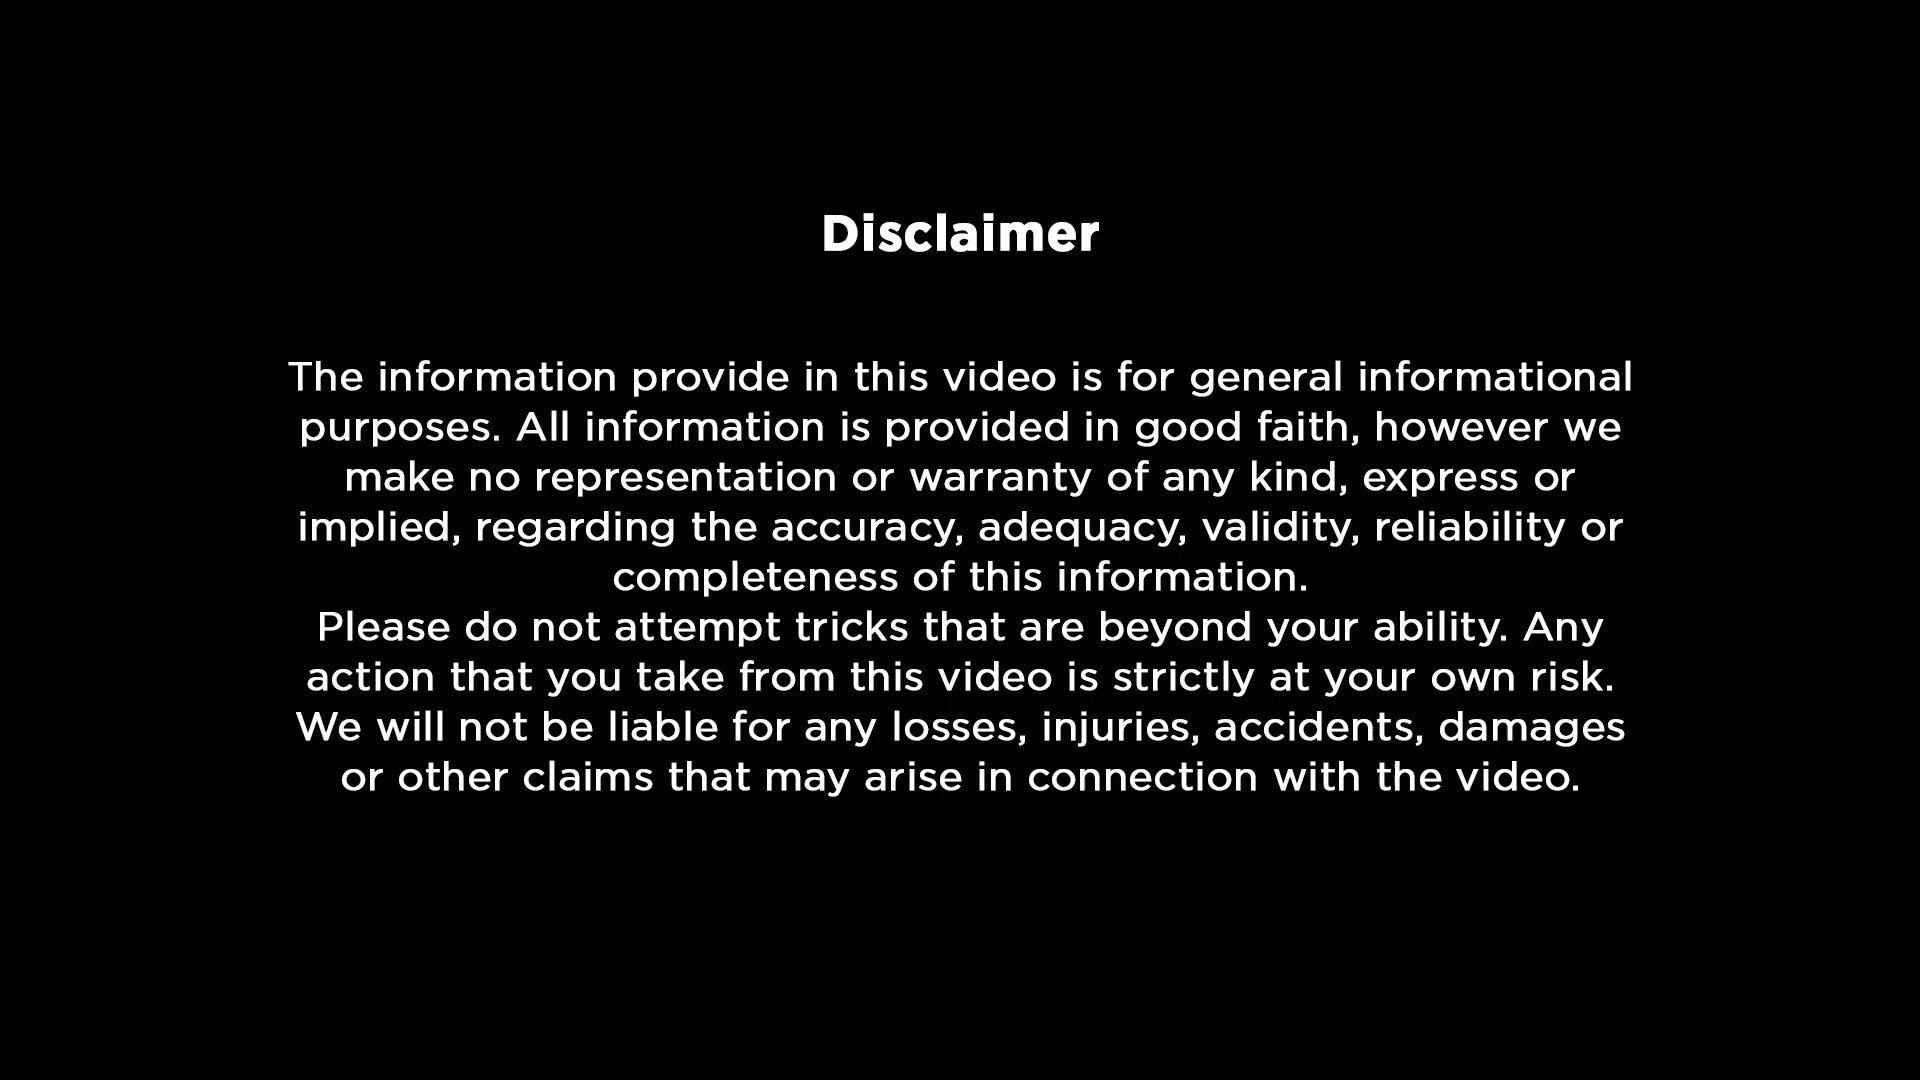 Disclaimer
The information provide in this video is for general informational
purposes. All information is provided in good faith, however we
make no representation or warranty of any kind, express or
implied, regarding the accuracy, adequacy, validity, reliability or
completeness of this information.
Please do not attempt tricks that are beyond your ability. Any
action that you take from this video is strictly at your own risk.
We will not be liable for any losses, injuries, accidents, damages
or other claims that may arise in connection with the video.